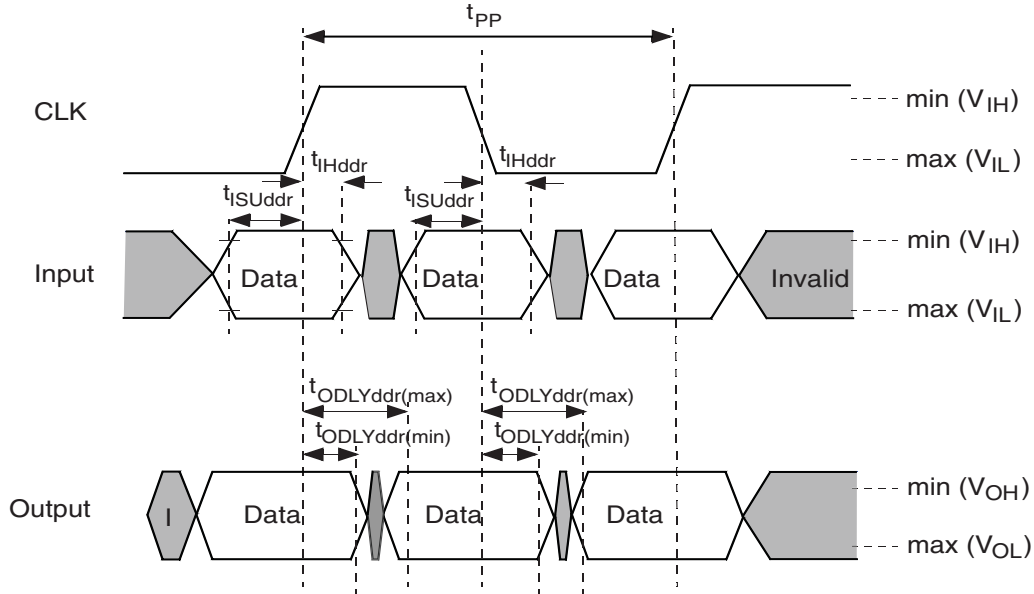 tPP
CLK
min (VIH)
max (VIL)
tIHddr
tIHddr
tISUddr
tISUddr
Input
Data
Data
Data
Invalid
min (VIH)
max (VIL)
tODLYddr(max)
tODLYddr(max)
tODLYddr(min)
tODLYddr(min)
Output
I
Data
Data
Data
min (VOH)
max (VOL)